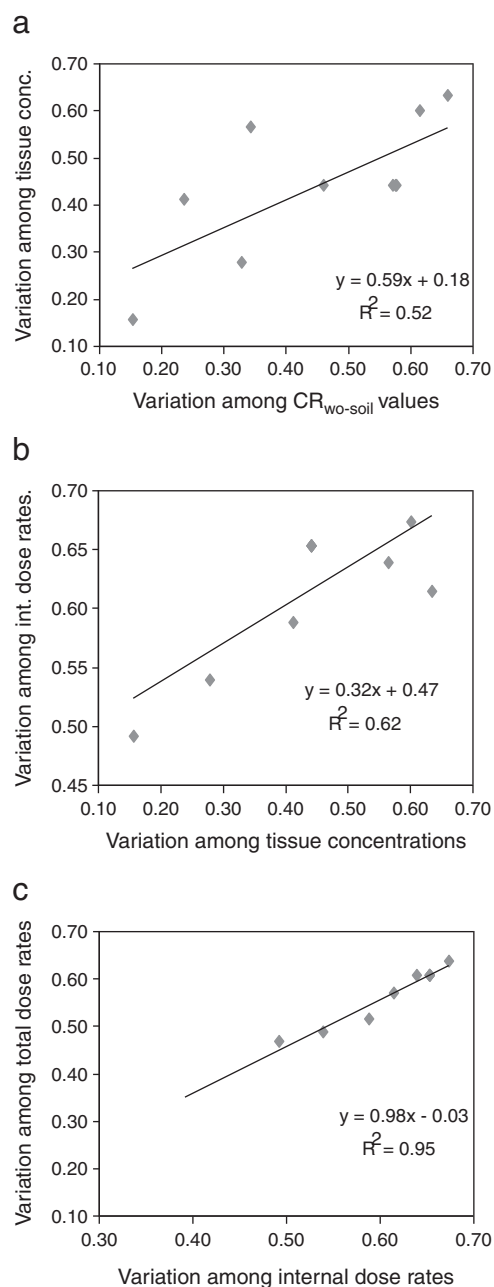 a
Variation among tissue conc.
0.70
0.60
0.50
0.40
0.30
0.20
0.10
y = 0.59x + 0.18
R2 = 0.52
0.10 0.20 0.30 0.40 0.50 0.60 0.70
Variation among CRwo-soil values
b
Variation among int. dose rates.
0.70
0.65
0.60
0.55
0.50
0.45
y = 0.32x + 0.47
R2 = 0.62
0.10 0.20 0.30 0.40 0.50 0.60 0.70
Variation among tissue concentrations
c
Variation among total dose rates
0.70
0.60
0.50
0.40
0.30
0.20
0.10
y = 0.98x - 0.03
R2 = 0.95
0.30 0.40 0.50 0.60 0.70
Variation among internal dose rates